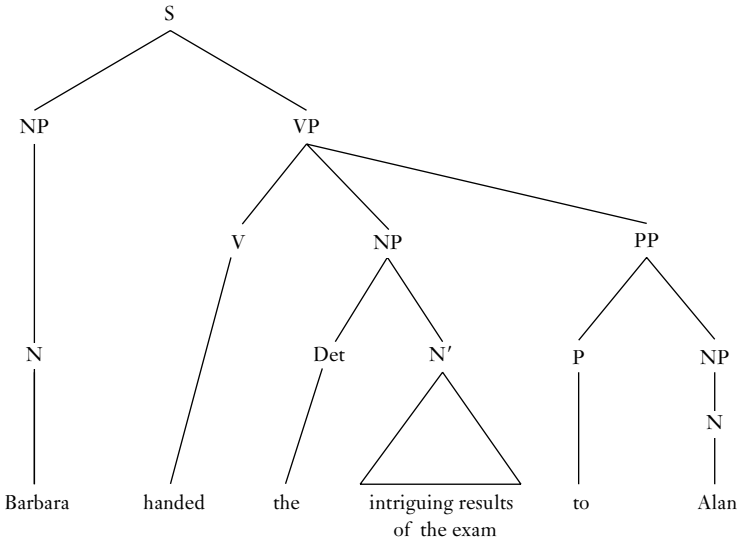 S
NP VP
V NP PP
N Det N′ P NP
N
Barbara handed the intriguing results to Alan
of the exam